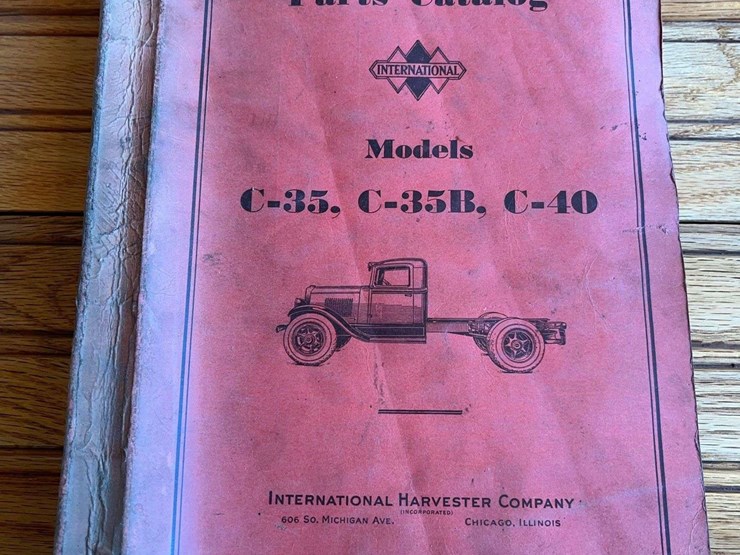 Parts Catalog
INTERNATIONAL
Models
C-35, C-35B, C-40
INTERNATIONAL HARVESTER COMPANY
(INCORPORATED)
606 SO. MICHIGAN AVE. CHICAGO, ILLINOIS